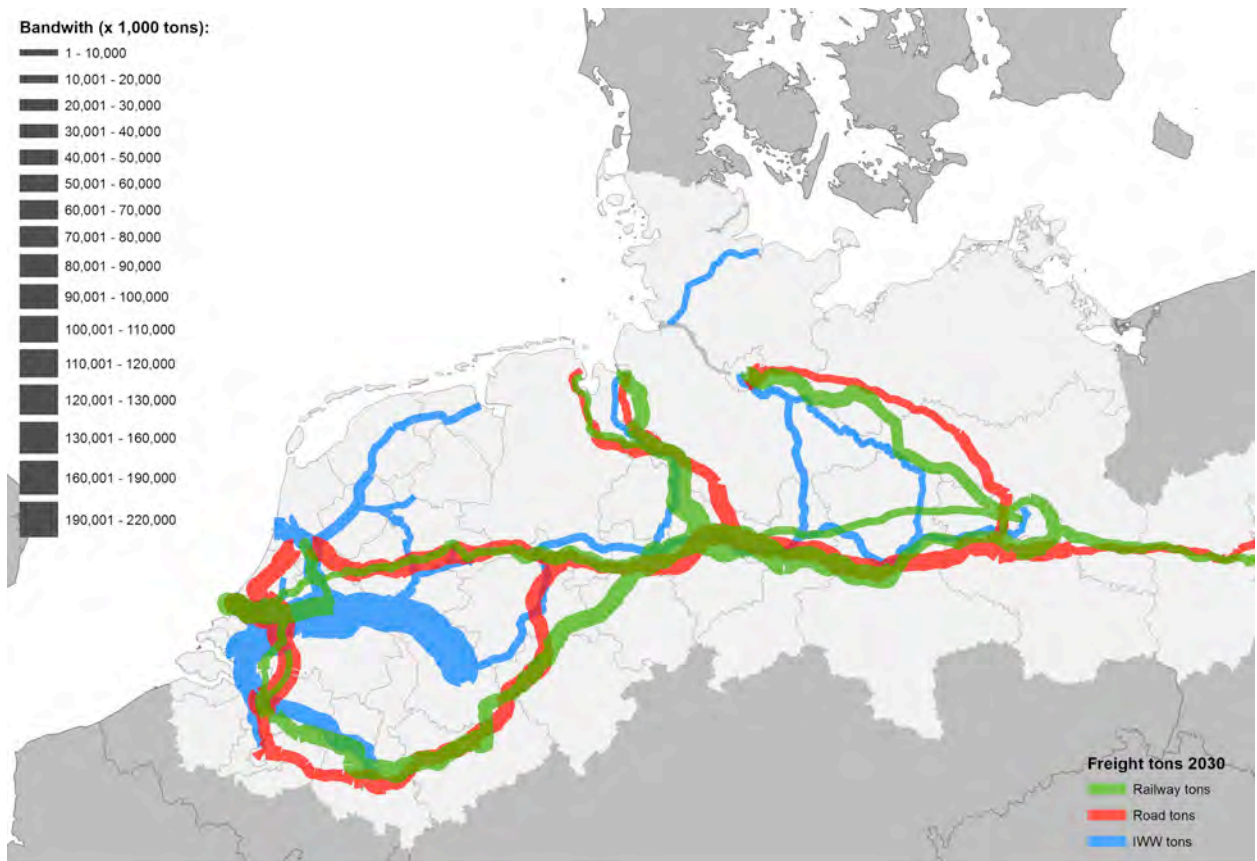 Bandwith (x 1,000 tons):
1 - 10,000
10,001 - 20,000
20,001 - 30,000
30,001 - 40,000
40,001 - 50,000
50,001 - 60,000
60,001 - 70,000
70,001 - 80,000
80,001 - 90,000
90,001 - 100,000
100,001 - 110,000
110,001 - 120,000
120,001 - 130,000
130,001 - 160,000
160,001 - 190,000
190,001 - 220,000
Freight tons 2030
Railway tons
Road tons
IWW tons